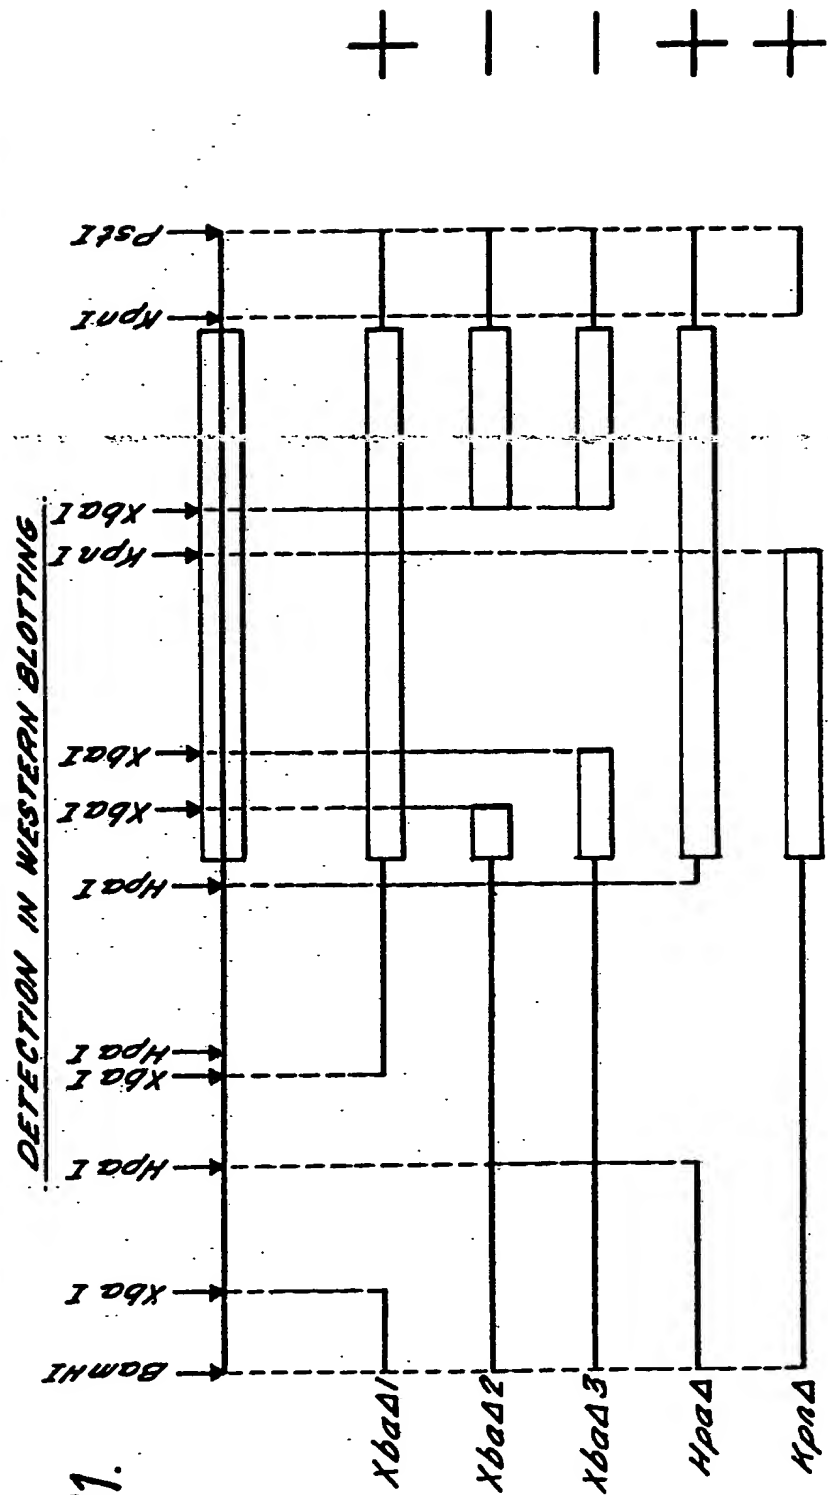 1.
DETECTION IN WESTERN BLOTTING
BamHI
XbaI
HpaI
XbaI
HpaI
HpaI
XbaI
XbaI
KpnI
XbaI
KpnI
PstI
XbaΔ1 +
XbaΔ2 −
XbaΔ3 −
HpaΔ +
KpnΔ +